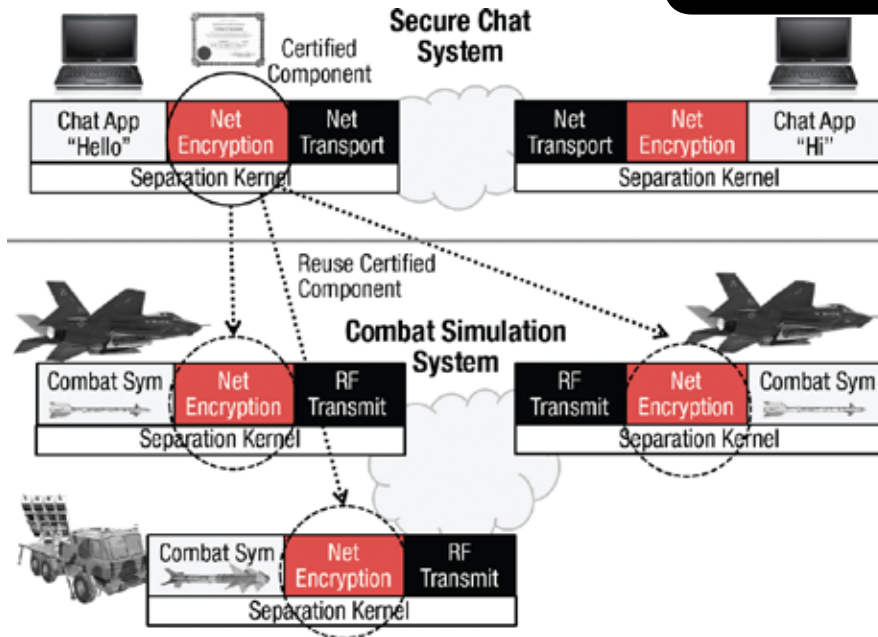 Secure Chat
System
Certified
Component
Chat App
"Hello"
Net
Encryption
Net
Transport
Separation Kernel
Net
Transport
Net
Encryption
Chat App
"Hi"
Separation Kernel
Reuse Certified
Component
Combat Simulation
System
Combat Sym
Net
Encryption
RF
Transmit
Separation Kernel
RF
Transmit
Net
Encryption
Combat Sym
Separation Kernel
Combat Sym
Net
Encryption
RF
Transmit
Separation Kernel